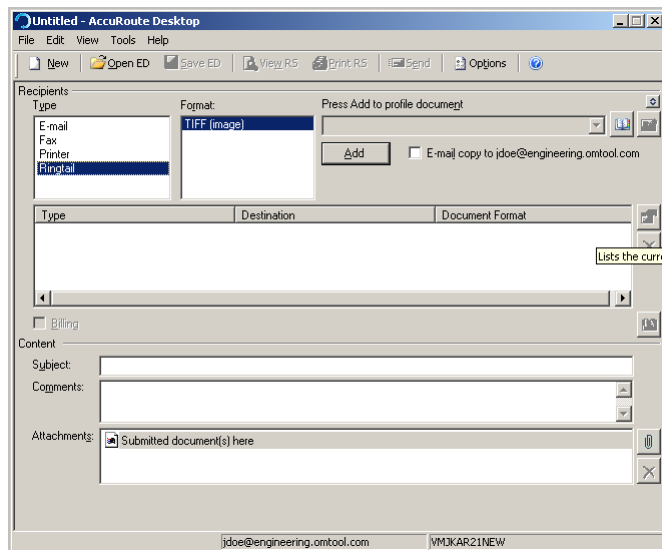 Untitled - AccuRoute Desktop
File Edit View Tools Help
New Open ED Save ED View RS Print RS Send Options
Recipients
Type Format: Press Add to profile document
E-mail TIFF (image)
Fax
Printer
Ringtail
Add E-mail copy to jdoe@engineering.omtool.com
Type Destination Document Format
Lists the curre
Billing
Content
Subject:
Comments:
Attachments: Submitted document(s) here
jdoe@engineering.omtool.com VMJKAR21NEW